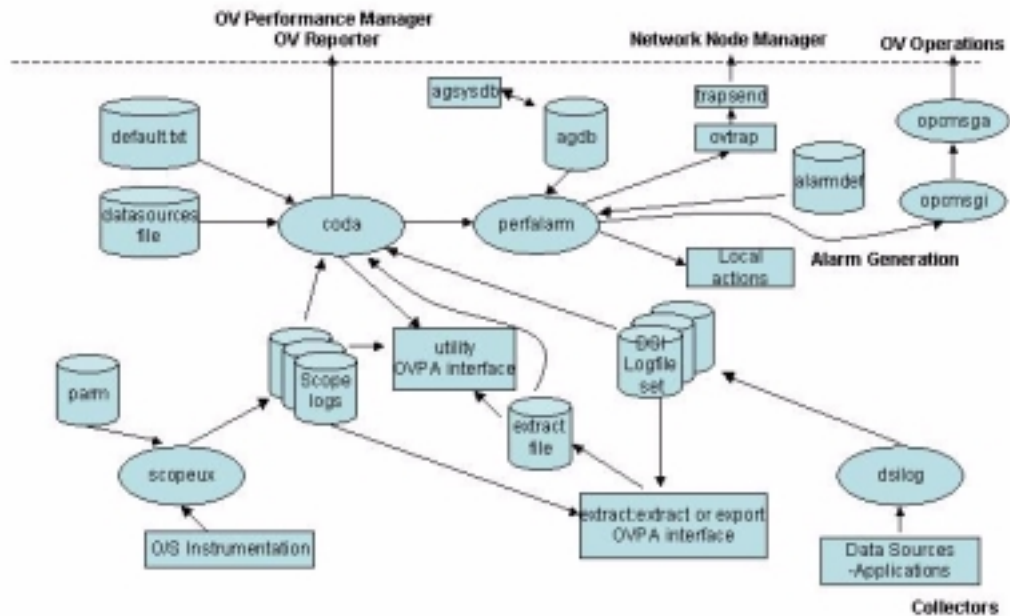 OV Performance Manager
OV Reporter
Network Node Manager
OV Operations
agsysdb
trapsend
default.txt
agdb
ovtrap
opcmsga
alarmdef
datasources
file
coda
perfalarm
opcmsgi
Alarm Generation
Local
actions
utility
OVPA interface
DSI
Logfile
set
parm
Scope
logs
extract
file
scopeux
dsilog
O/S Instrumentation
extract:extract or export
OVPA interface
Data Sources
-Applications
Collectors